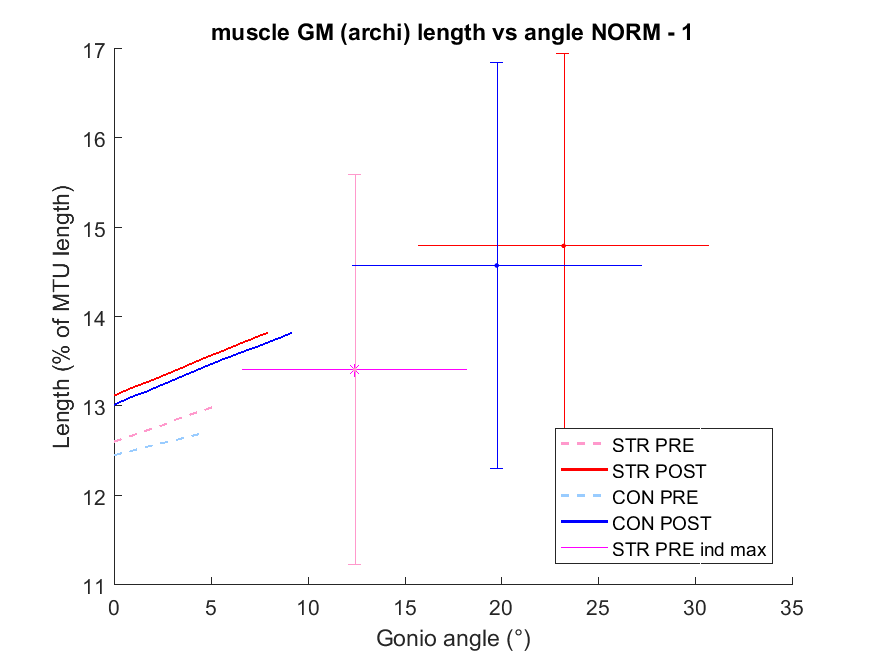 muscle GM (archi) length vs angle NORM - 1
Length (% of MTU length)
17
16
15
14
13
12
11
0
5
10
15
20
25
30
35
Gonio angle (°)
STR PRE
STR POST
CON PRE
CON POST
STR PRE ind max